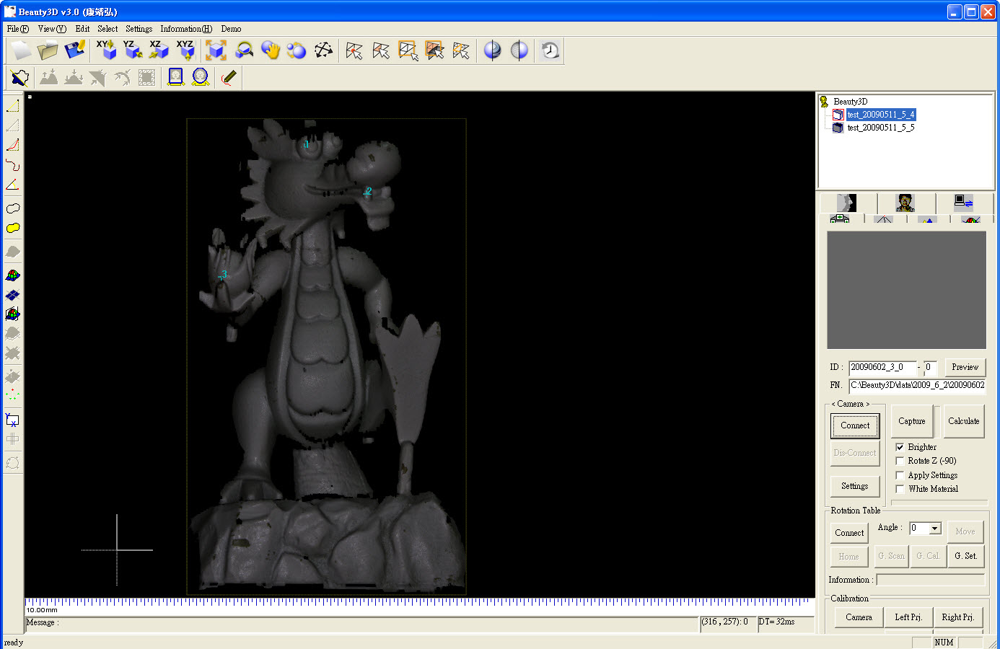 Beauty3D v3.0 (康靖弘)
File(F) View(V) Edit Select Settings Information(H) Demo
XY YZ XZ XYZ
1
2
3
Beauty3D
test_20090511_5_4
test_20090511_5_5
ID : 20090602_3_0 - 0 Preview
FN. C:\Beauty3D\data\2009_6_2\20090602
< Camera >
Connect Capture Calculate
Dis-Connect
Brighter
Rotate Z (-90)
Apply Settings
White Material
Settings
Rotation Table
Connect Angle : 0 Move
Home G. Scan G. Cal. G. Set.
Information :
Calibration
Camera Left Prj. Right Prj.
Y X
10.00mm
Message : (316 , 257): 0 DT= 32ms
ready NUM